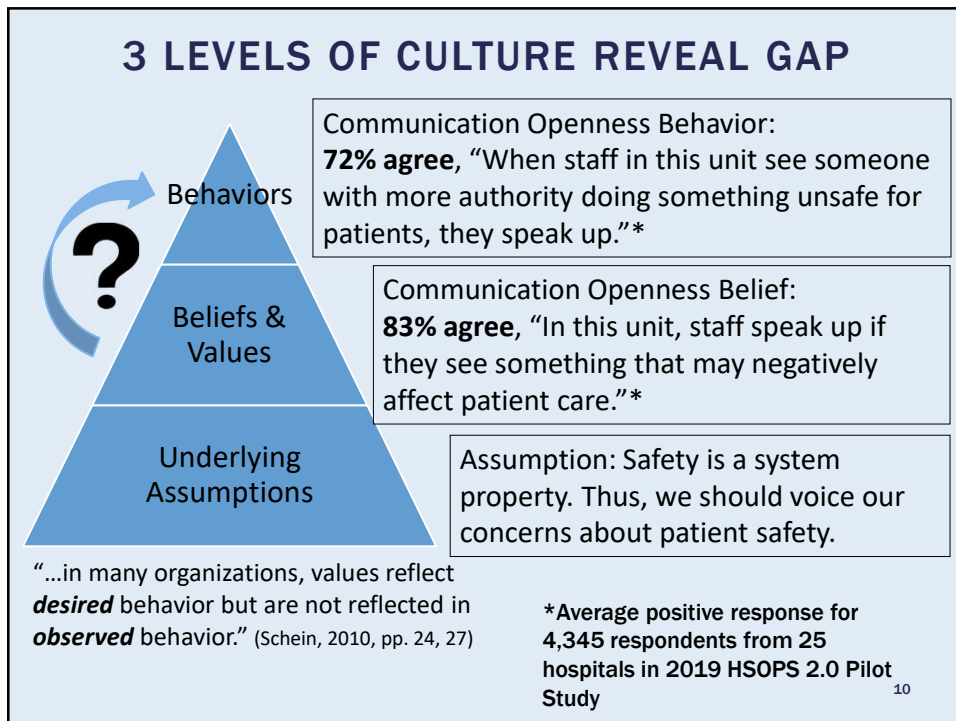 3 LEVELS OF CULTURE REVEAL GAP
Behaviors
?
Beliefs &
Values
Underlying
Assumptions
Communication Openness Behavior:
72% agree, “When staff in this unit see someone
with more authority doing something unsafe for
patients, they speak up.”*
Communication Openness Belief:
83% agree, “In this unit, staff speak up if
they see something that may negatively
affect patient care.”*
Assumption: Safety is a system
property. Thus, we should voice our
concerns about patient safety.
“…in many organizations, values reflect
desired behavior but are not reflected in
observed behavior.” (Schein, 2010, pp. 24, 27)
*Average positive response for
4,345 respondents from 25
hospitals in 2019 HSOPS 2.0 Pilot
Study
10